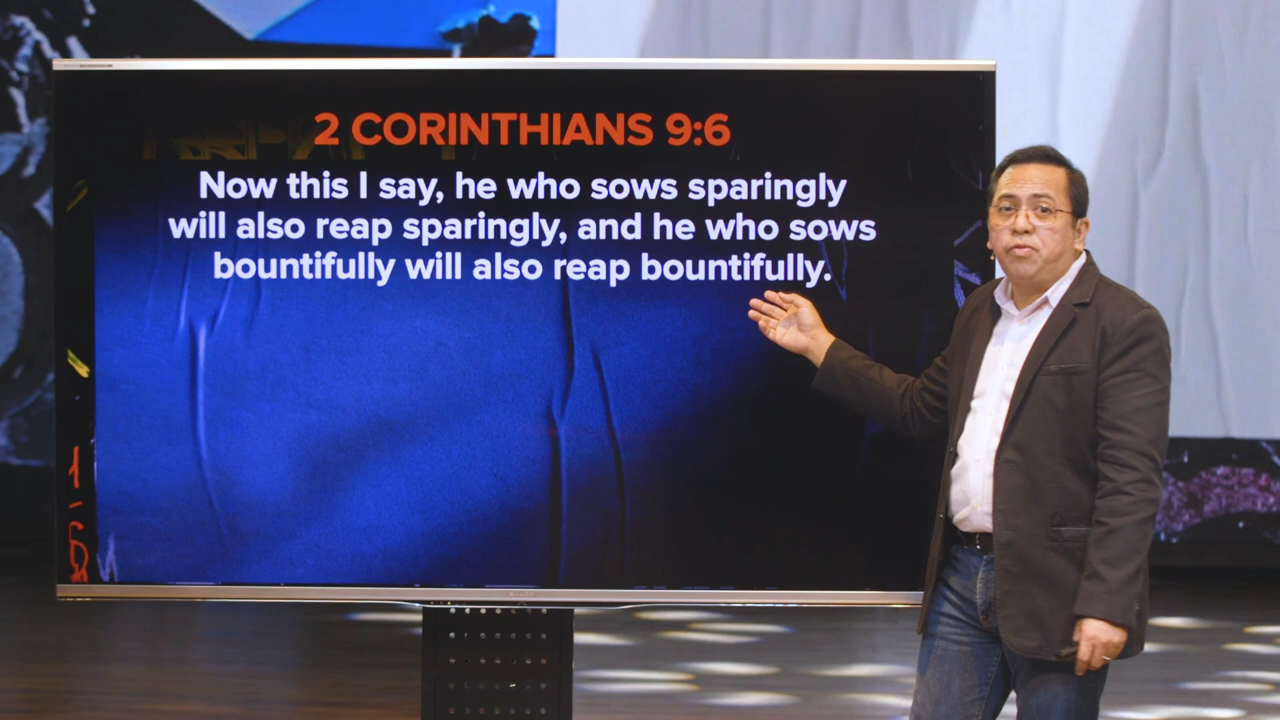 2 CORINTHIANS 9:6
Now this I say, he who sows sparingly
will also reap sparingly, and he who sows
bountifully will also reap bountifully.